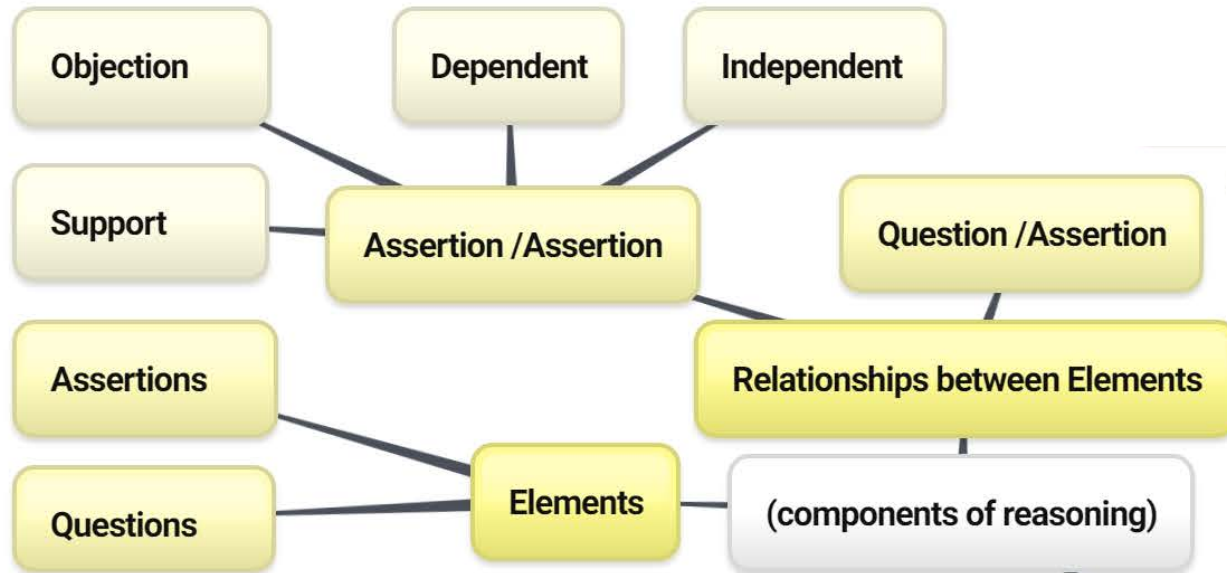 Objection
Dependent
Independent
Support
Assertion /Assertion
Question /Assertion
Assertions
Relationships between Elements
Questions
Elements
(components of reasoning)